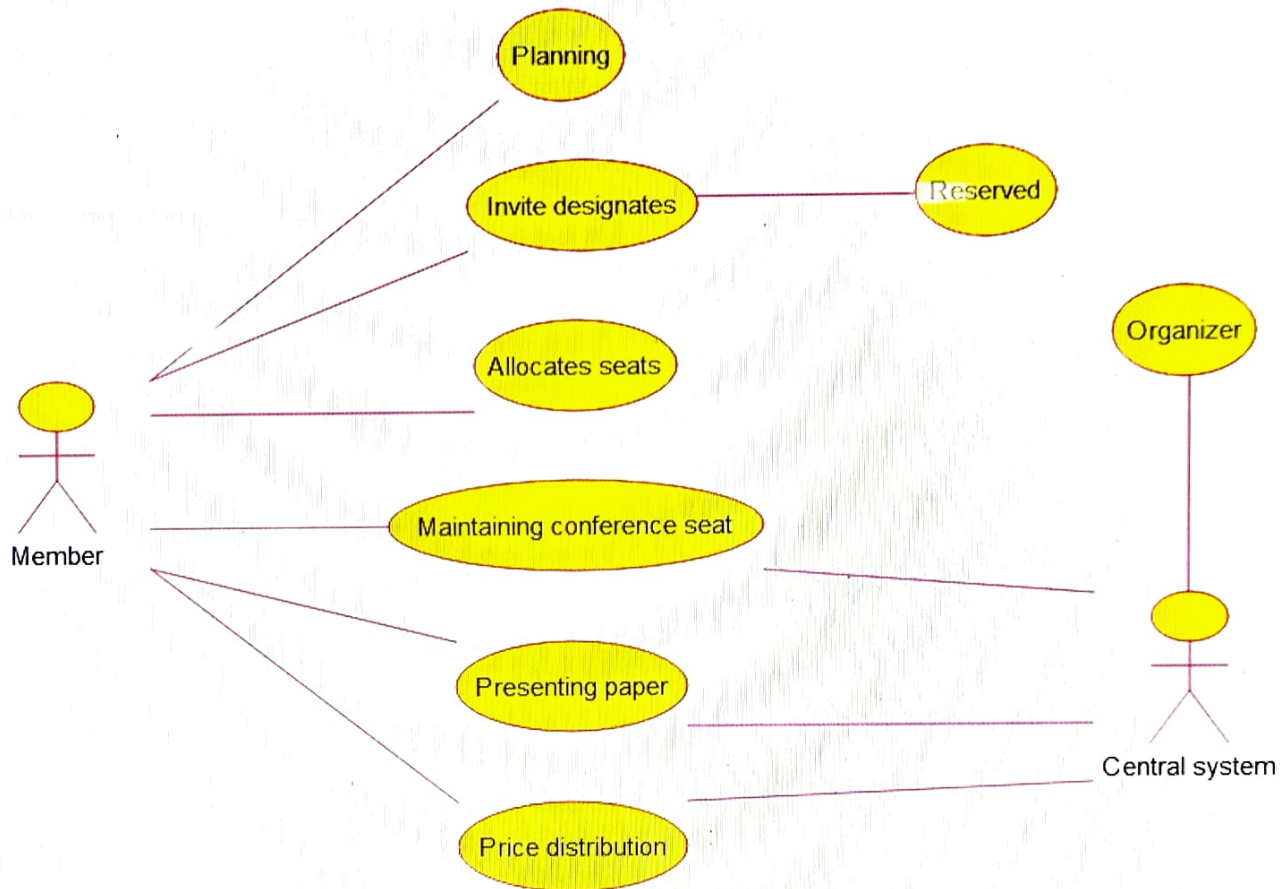 Planning
Invite designates
Reserved
Organizer
Allocates seats
Maintaining conference seat
Member
Presenting paper
Central system
Price distribution